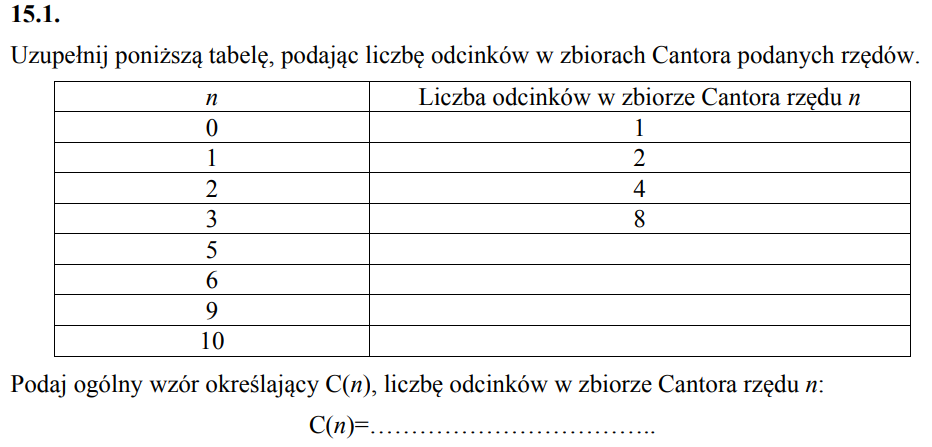 15.1.
Uzupełnij poniższą tabelę, podając liczbę odcinków w zbiorach Cantora podanych rzędów.
n Liczba odcinków w zbiorze Cantora rzędu n
0 1
1 2
2 4
3 8
5
6
9
10
Podaj ogólny wzór określający C(n), liczbę odcinków w zbiorze Cantora rzędu n:
C(n)=……………………………..